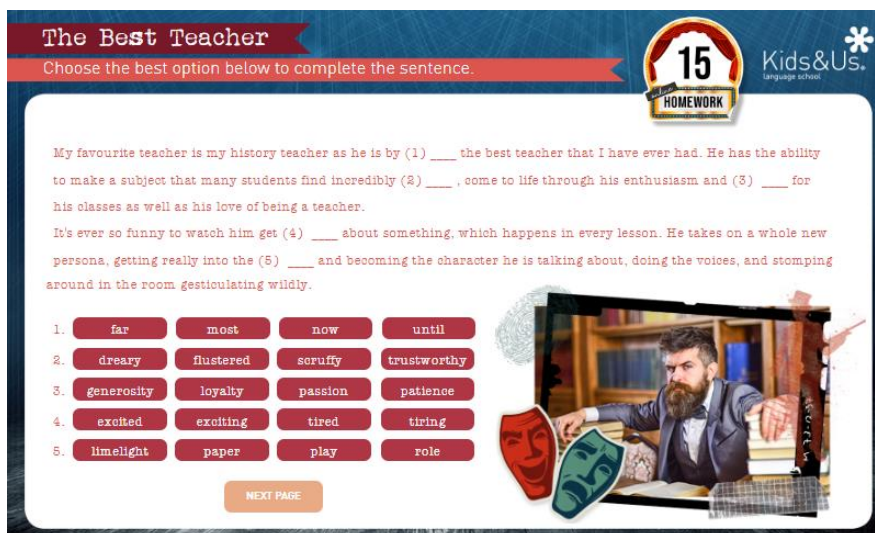 The Best Teacher
Choose the best option below to complete the sentence.
15
online
HOMEWORK
Kids&Us.
language school
My favourite teacher is my history teacher as he is by (1) ____ the best teacher that I have ever had. He has the ability
to make a subject that many students find incredibly (2) ____ , come to life through his enthusiasm and (3) ____ for
his classes as well as his love of being a teacher.
It's ever so funny to watch him get (4) ____ about something, which happens in every lesson. He takes on a whole new
persona, getting really into the (5) ____ and becoming the character he is talking about, doing the voices, and stomping
around in the room gesticulating wildly.
1. far most now until
2. dreary flustered scruffy trustworthy
3. generosity loyalty passion patience
4. excited exciting tired tiring
5. limelight paper play role
NEXT PAGE